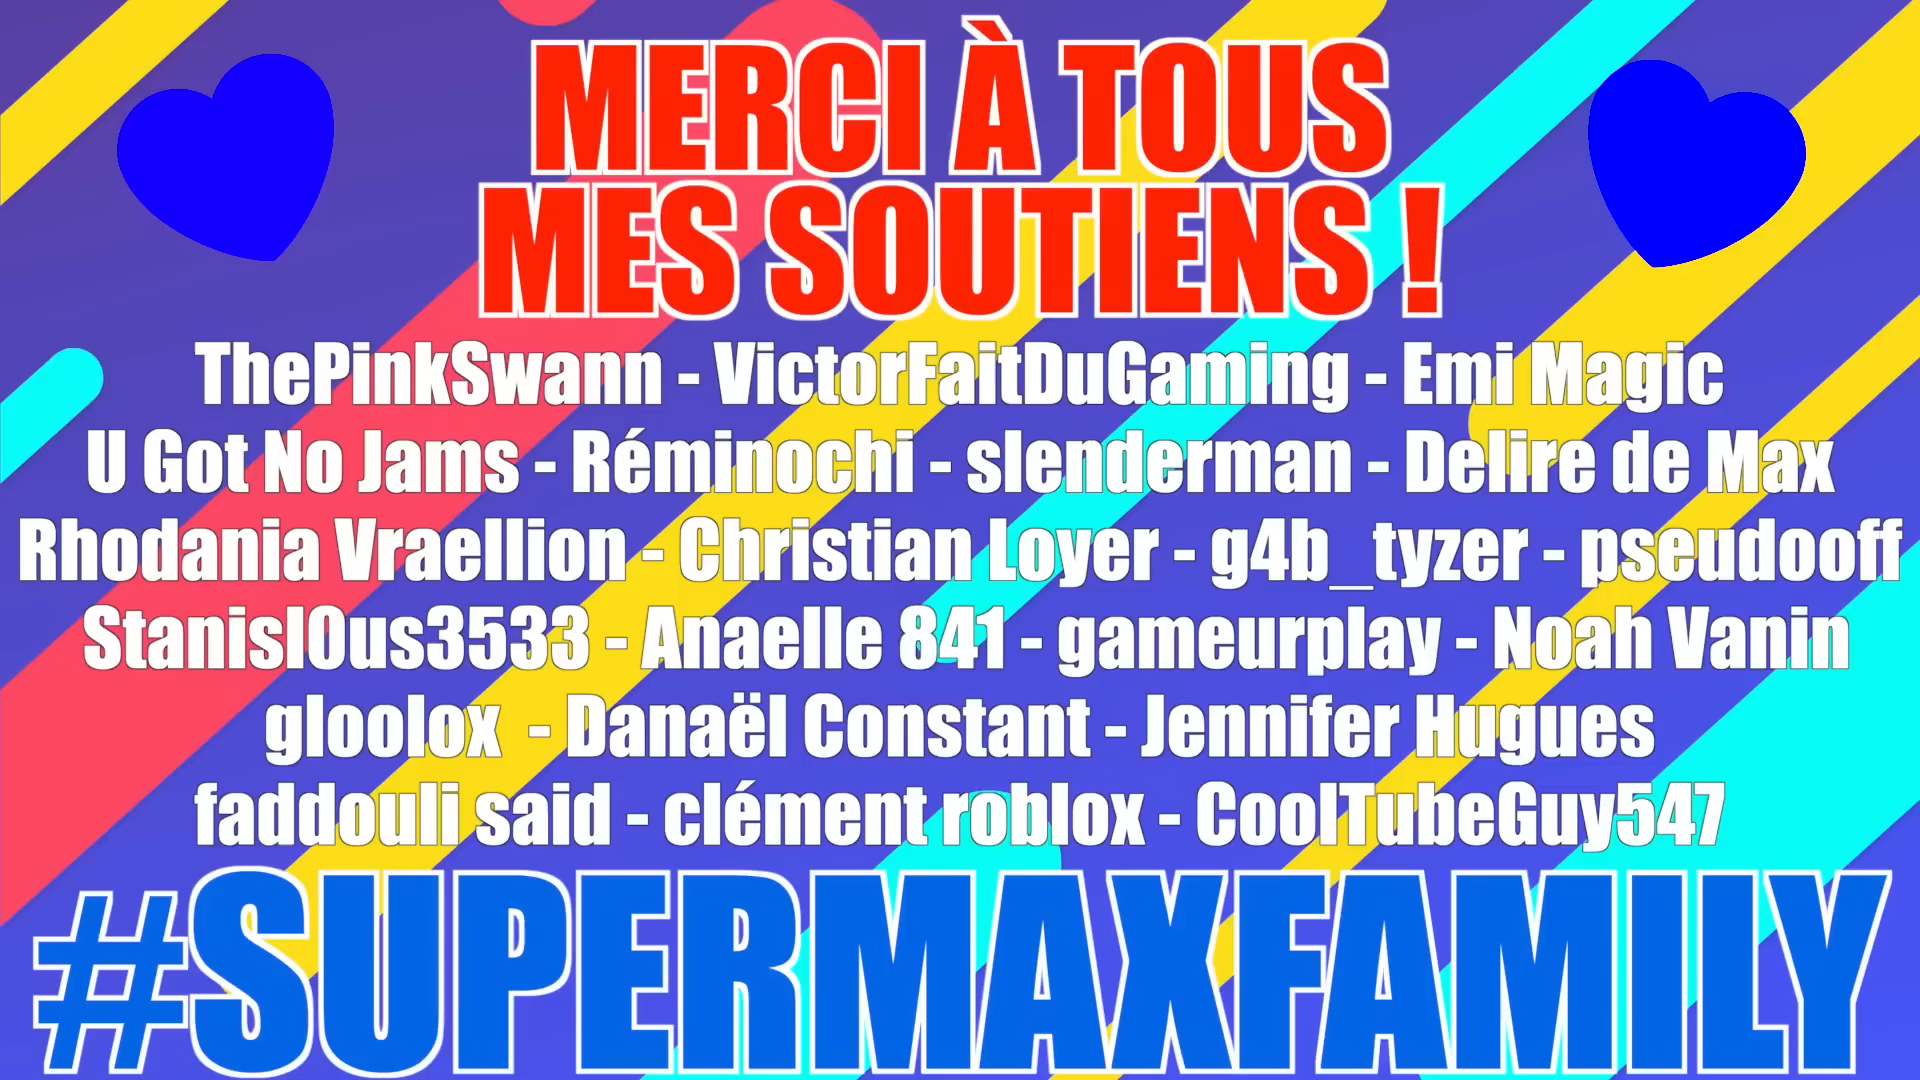 MERCI À TOUS
MES SOUTIENS !
ThePinkSwann - VictorFaitDuGaming - Emi Magic
U Got No Jams - Réminochi - slenderman - Delire de Max
Rhodania Vraellion - Christian Loyer - g4b_tyzer - pseudooff
Stanisl0us3533 - Anaelle 841 - gameurplay - Noah Vanin
gloolox - Danaël Constant - Jennifer Hugues
faddouli said - clément roblox - CoolTubeGuy547
#SUPERMAXFAMILY